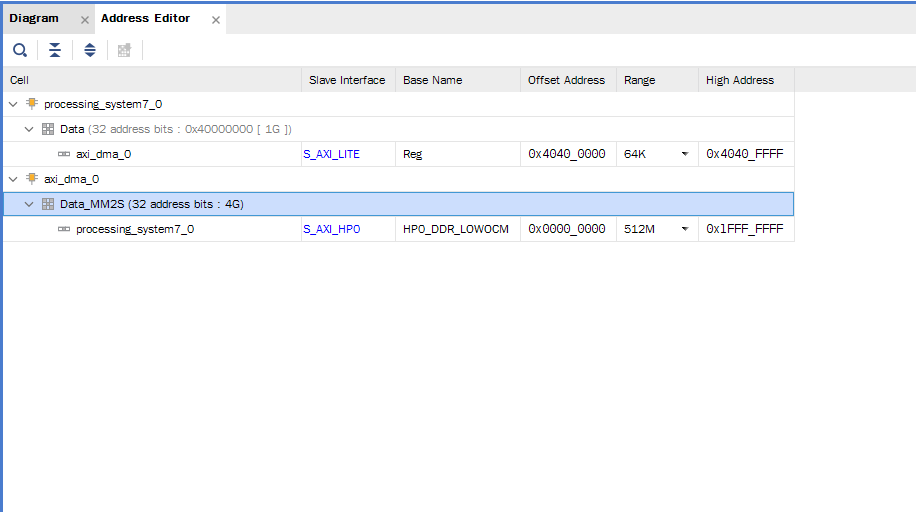 Diagram Address Editor
Cell Slave Interface Base Name Offset Address Range High Address
processing_system7_0
Data (32 address bits : 0x40000000 [ 1G ])
axi_dma_0 S_AXI_LITE Reg 0x4040_0000 64K 0x4040_FFFF
axi_dma_0
Data_MM2S (32 address bits : 4G)
processing_system7_0 S_AXI_HP0 HP0_DDR_LOWOCM 0x0000_0000 512M 0x1FFF_FFFF